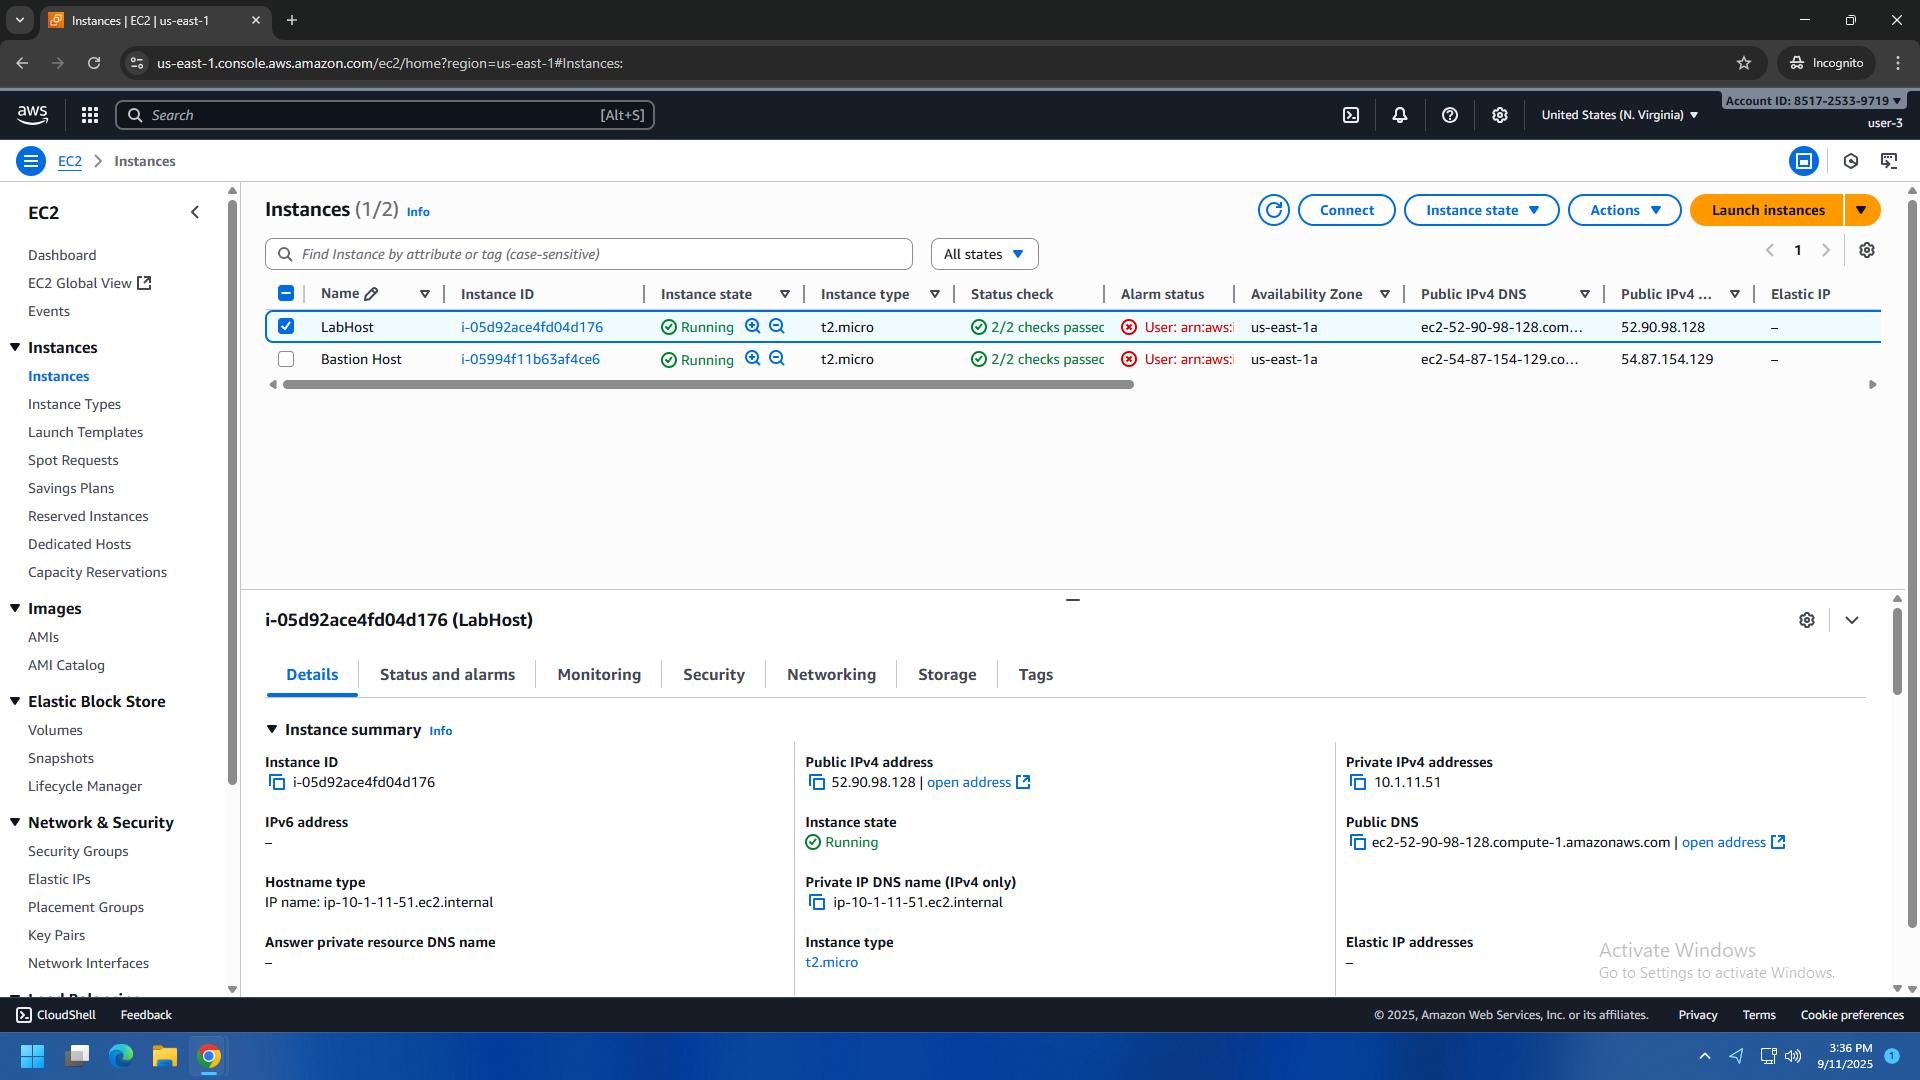 Instances | EC2 | us-east-1
us-east-1.console.aws.amazon.com/ec2/home?region=us-east-1#Instances:
Incognito
aws
Search
[Alt+S]
United States (N. Virginia)
Account ID: 8517-2533-9719
user-3
EC2
Instances
EC2
Dashboard
EC2 Global View
Events
Instances
Instances
Instance Types
Launch Templates
Spot Requests
Savings Plans
Reserved Instances
Dedicated Hosts
Capacity Reservations
Images
AMIs
AMI Catalog
Elastic Block Store
Volumes
Snapshots
Lifecycle Manager
Network & Security
Security Groups
Elastic IPs
Placement Groups
Key Pairs
Network Interfaces
Instances (1/2) Info
Connect
Instance state
Actions
Launch instances
Find Instance by attribute or tag (case-sensitive)
All states
1
Name Instance ID Instance state Instance type Status check Alarm status Availability Zone Public IPv4 DNS Public IPv4 ... Elastic IP
LabHost i-05d92ace4fd04d176 Running t2.micro 2/2 checks passec User: arn:aws:i us-east-1a ec2-52-90-98-128.com... 52.90.98.128 –
Bastion Host i-05994f11b63af4ce6 Running t2.micro 2/2 checks passec User: arn:aws:i us-east-1a ec2-54-87-154-129.co... 54.87.154.129 –
i-05d92ace4fd04d176 (LabHost)
Details
Status and alarms
Monitoring
Security
Networking
Storage
Tags
Instance summary Info
Instance ID
i-05d92ace4fd04d176
IPv6 address
–
Hostname type
IP name: ip-10-1-11-51.ec2.internal
Answer private resource DNS name
–
Public IPv4 address
52.90.98.128 | open address
Instance state
Running
Private IP DNS name (IPv4 only)
ip-10-1-11-51.ec2.internal
Instance type
t2.micro
Private IPv4 addresses
10.1.11.51
Public DNS
ec2-52-90-98-128.compute-1.amazonaws.com | open address
Elastic IP addresses
–
Activate Windows
Go to Settings to activate Windows.
CloudShell
Feedback
© 2025, Amazon Web Services, Inc. or its affiliates.
Privacy
Terms
Cookie preferences
3:36 PM
9/11/2025
1